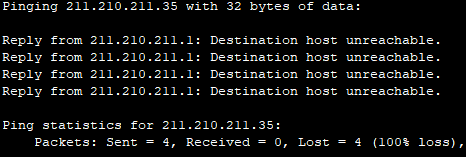 Pinging 211.210.211.35 with 32 bytes of data:
Reply from 211.210.211.1: Destination host unreachable.
Reply from 211.210.211.1: Destination host unreachable.
Reply from 211.210.211.1: Destination host unreachable.
Reply from 211.210.211.1: Destination host unreachable.
Ping statistics for 211.210.211.35:
Packets: Sent = 4, Received = 0, Lost = 4 (100% loss),